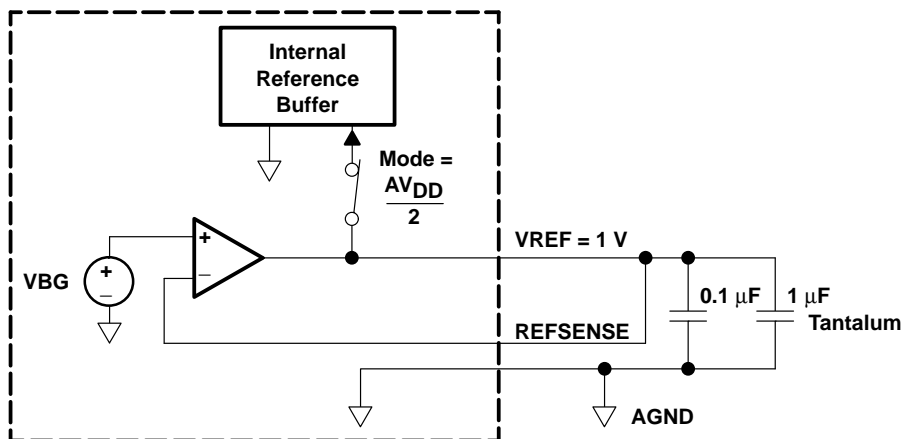 Internal
Reference
Buffer
Mode =
AVDD
2
+
−
VBG
+
−
VREF = 1 V
0.1 μF
1 μF
Tantalum
REFSENSE
AGND